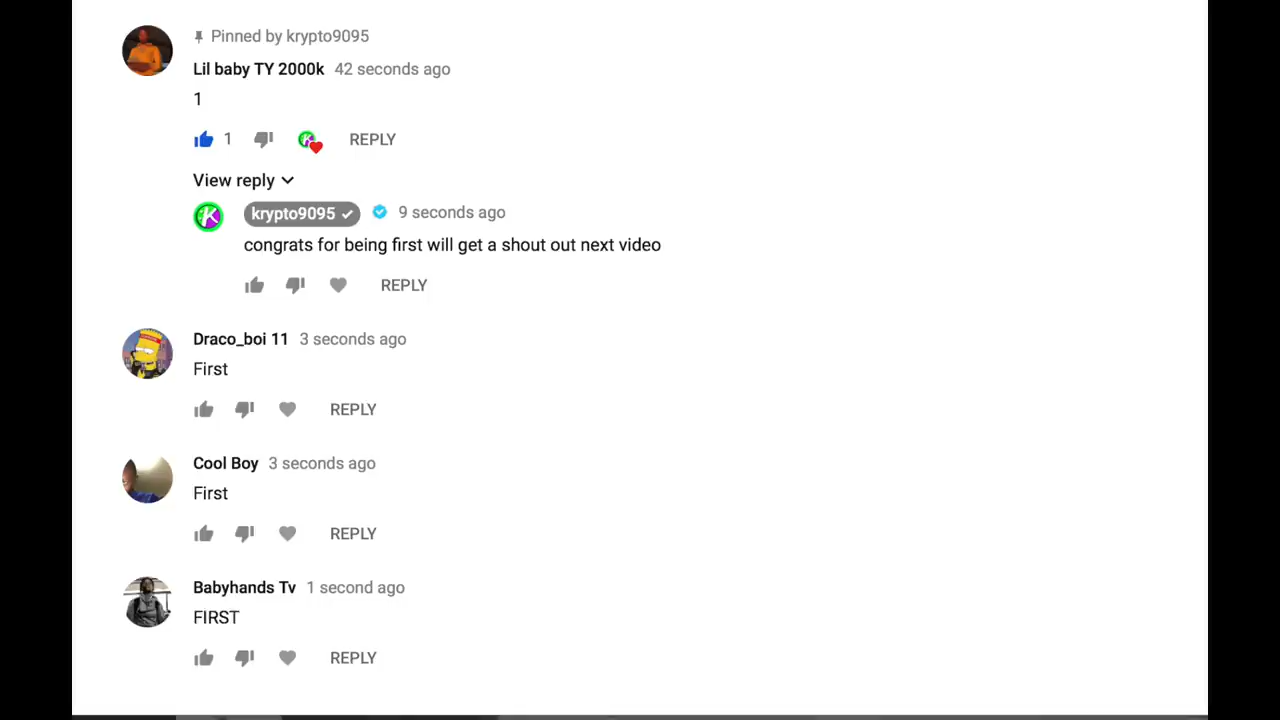 Pinned by krypto9095
Lil baby TY 2000k 42 seconds ago
1
1 REPLY
View reply
krypto9095 9 seconds ago
congrats for being first will get a shout out next video
REPLY
Draco_boi 11 3 seconds ago
First
REPLY
Cool Boy 3 seconds ago
First
REPLY
Babyhands Tv 1 second ago
FIRST
REPLY